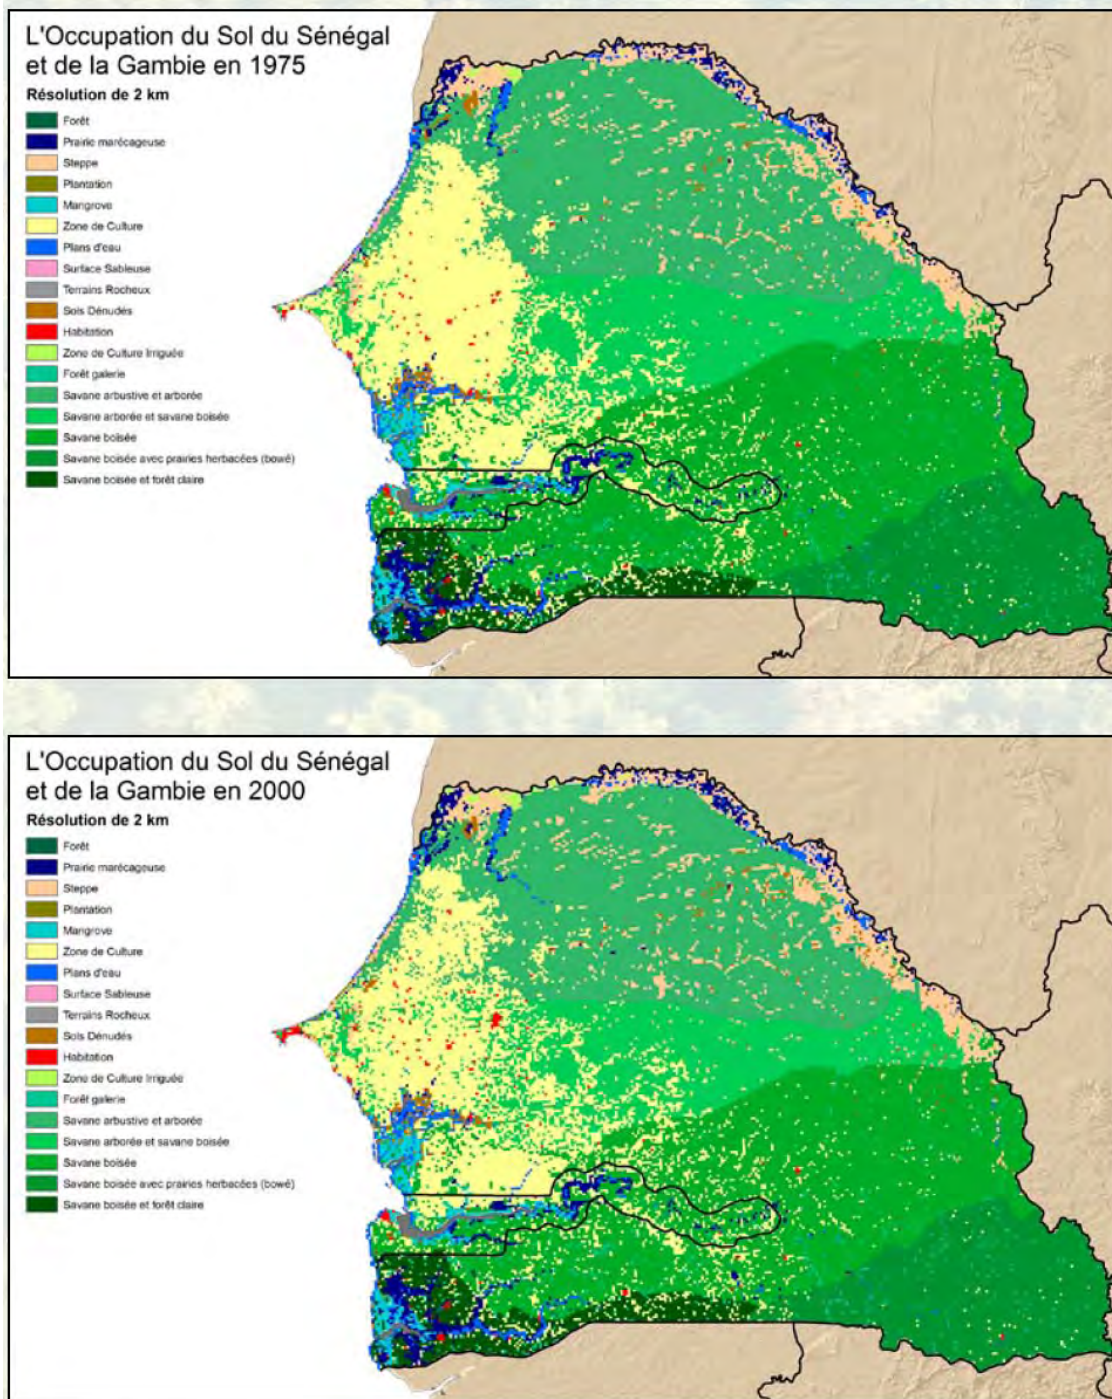 L'Occupation du Sol du Sénégal
et de la Gambie en 1975
Résolution de 2 km
Forêt
Prairie marécageuse
Steppe
Plantation
Mangrove
Zone de Culture
Plans d'eau
Surface Sableuse
Terrains Rocheux
Sols Dénudés
Habitation
Zone de Culture Irriguée
Forêt galerie
Savane arbustive et arborée
Savane arborée et savane boisée
Savane boisée
Savane boisée avec prairies herbacées (bowé)
Savane boisée et forêt claire
L'Occupation du Sol du Sénégal
et de la Gambie en 2000
Résolution de 2 km
Forêt
Prairie marécageuse
Steppe
Plantation
Mangrove
Zone de Culture
Plans d'eau
Surface Sableuse
Terrains Rocheux
Sols Dénudés
Habitation
Zone de Culture Irriguée
Forêt galerie
Savane arbustive et arborée
Savane arborée et savane boisée
Savane boisée
Savane boisée avec prairies herbacées (bowé)
Savane boisée et forêt claire